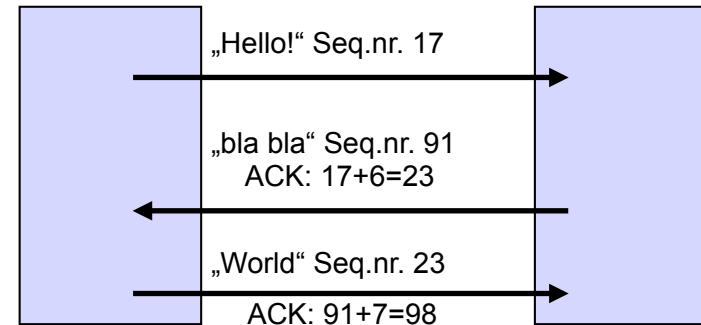 „Hello!“ Seq.nr. 17
„bla bla“ Seq.nr. 91
ACK: 17+6=23
„World“ Seq.nr. 23
ACK: 91+7=98